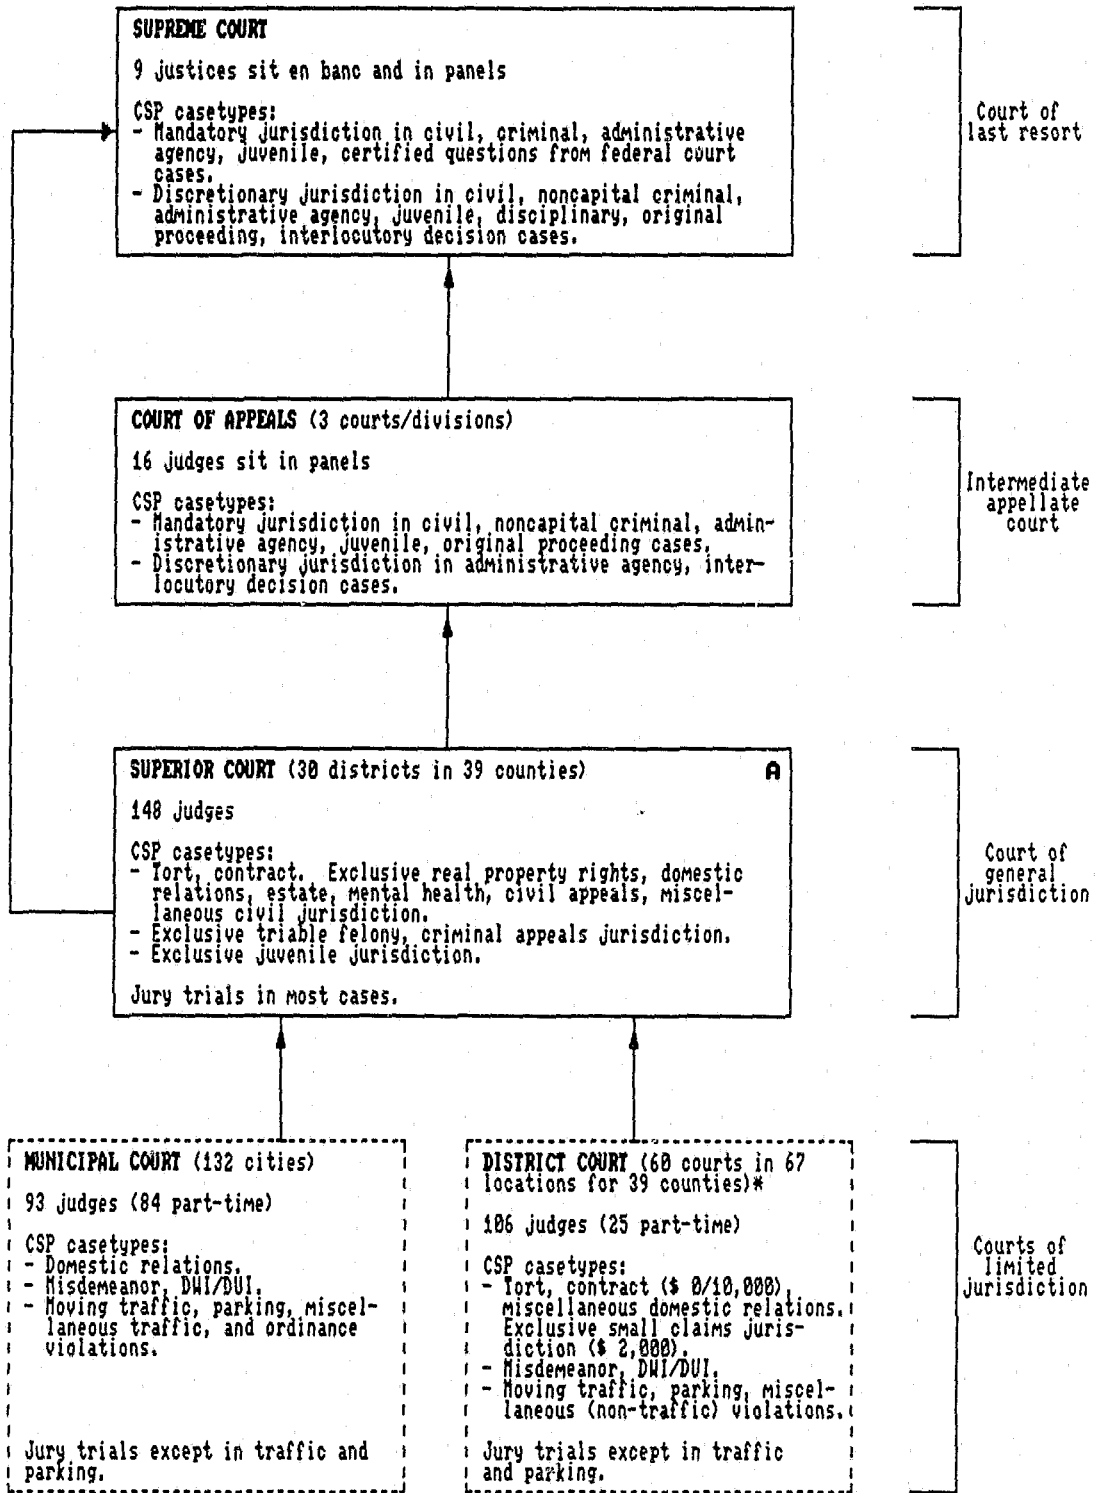 SUPREME COURT
9 justices sit en banc and in panels
CSP casetypes:
- Mandatory jurisdiction in civil, criminal, administrative
agency, juvenile, certified questions from federal court
cases.
- Discretionary jurisdiction in civil, noncapital criminal,
administrative agency, juvenile, disciplinary, original
proceeding, interlocutory decision cases.
Court of
last resort
COURT OF APPEALS (3 courts/divisions)
16 judges sit in panels
CSP casetypes:
- Mandatory jurisdiction in civil, noncapital criminal, admin-
istrative agency, juvenile, original proceeding cases.
- Discretionary jurisdiction in administrative agency, inter-
locutory decision cases.
Intermediate
appellate
court
SUPERIOR COURT (30 districts in 39 counties) A
148 judges
CSP casetypes:
- Tort, contract. Exclusive real property rights, domestic
relations, estate, mental health, civil appeals, miscel-
laneous civil jurisdiction.
- Exclusive triable felony, criminal appeals jurisdiction.
- Exclusive juvenile jurisdiction.
Jury trials in most cases.
Court of
general
jurisdiction
MUNICIPAL COURT (132 cities)
93 judges (84 part-time)
CSP casetypes:
- Domestic relations.
- Misdemeanor, DWI/DUI.
- Moving traffic, parking, miscel-
laneous traffic, and ordinance
violations.
Jury trials except in traffic and
parking.
DISTRICT COURT (60 courts in 67
locations for 39 counties)*
106 judges (25 part-time)
CSP casetypes:
- Tort, contract ($ 0/10,000),
miscellaneous domestic relations.
Exclusive small claims juris-
diction ($ 2,000).
- Misdemeanor, DWI/DUI.
- Moving traffic, parking, miscel-
laneous (non-traffic) violations.
Jury trials except in traffic
and parking.
Courts of
limited
jurisdiction